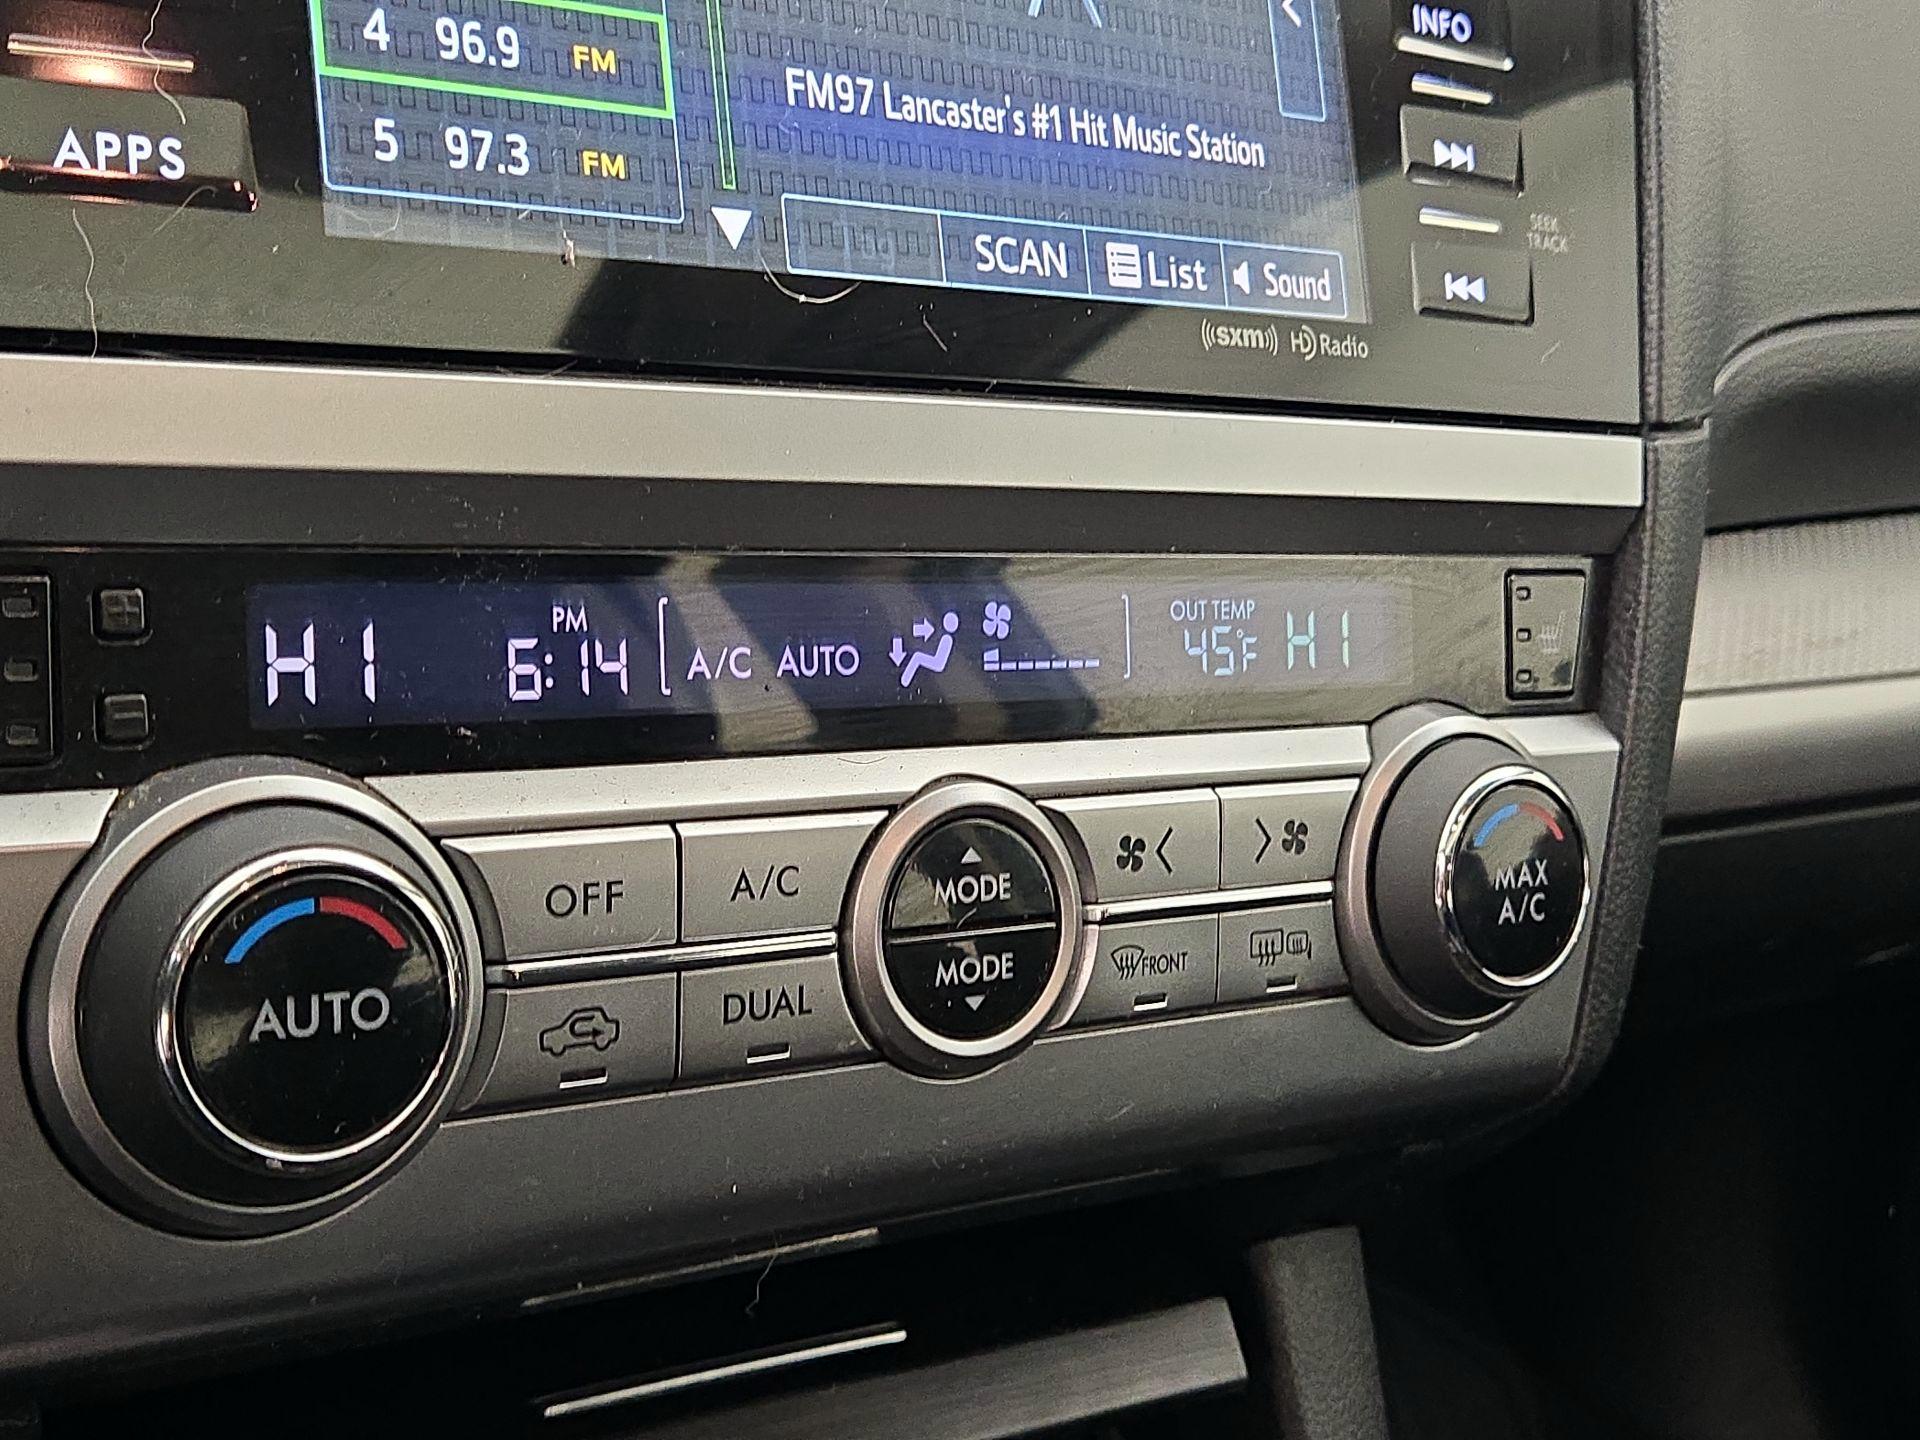 4 96.9 FM
5 97.3 FM
FM97 Lancaster's #1 Hit Music Station
SCAN List Sound
sxm HD Radio
APPS
INFO
SEEK
TRACK
HI PM 6:14 A/C AUTO OUT TEMP 45°F HI
OFF A/C MODE MAX A/C
AUTO DUAL MODE FRONT